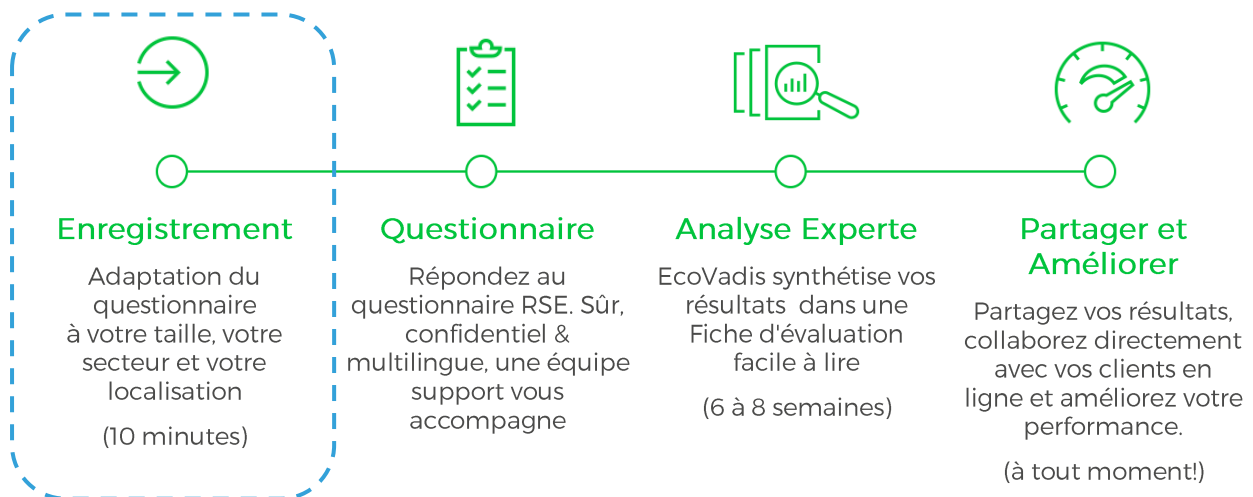 Enregistrement
Adaptation du
questionnaire
à votre taille, votre
secteur et votre
localisation
(10 minutes)
Questionnaire
Répondez au
questionnaire RSE. Sûr,
confidentiel &
multilingue, une équipe
support vous
accompagne
Analyse Experte
EcoVadis synthétise vos
résultats  dans une
Fiche d'évaluation
facile à lire
(6 à 8 semaines)
Partager et
Améliorer
Partagez vos résultats,
collaborez directement
avec vos clients en
ligne et améliorez votre
performance.
(à tout moment!)